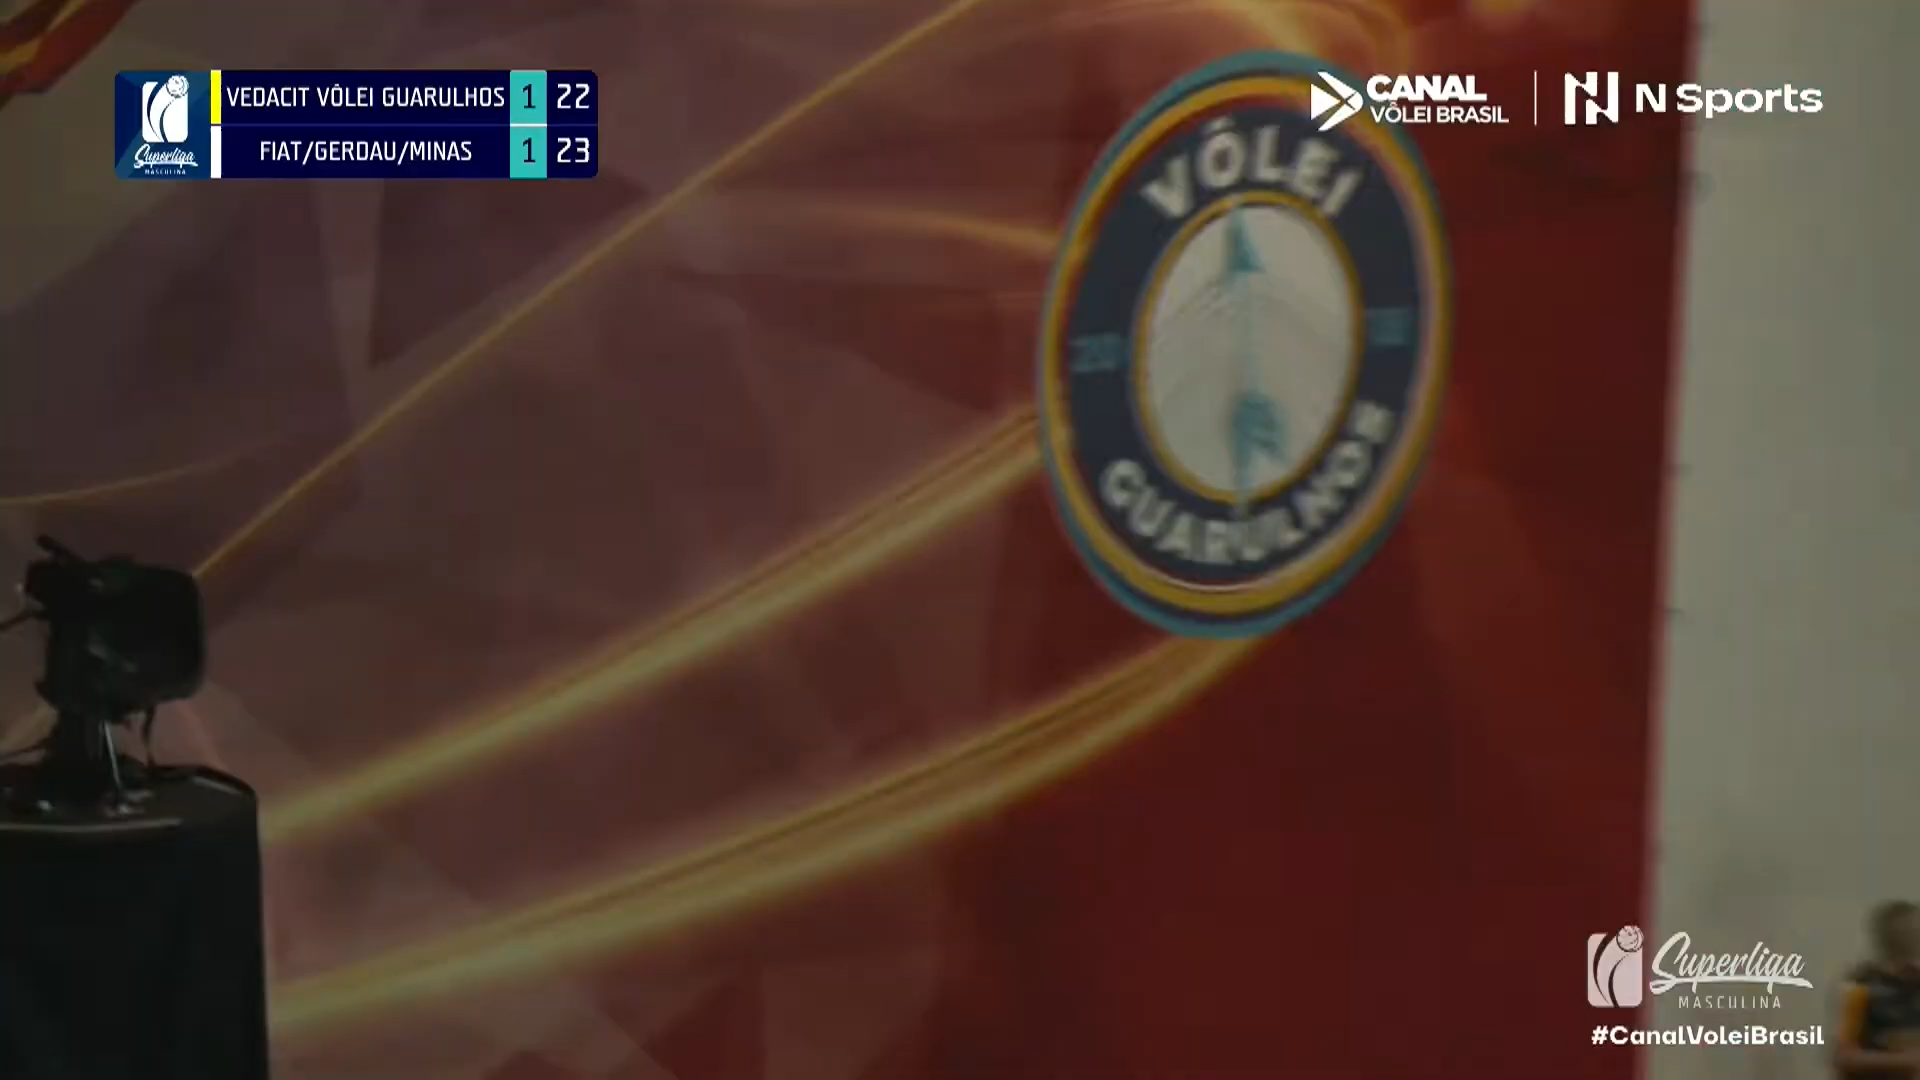 VEDACIT VÔLEI GUARULHOS 1 22
FIAT/GERDAU/MINAS 1 23
Superliga
MASCULINA
CANAL
VÔLEI BRASIL
N Sports
VÔLEI
GUARULHOS
Superliga
MASCULINA
#CanalVoleiBrasil